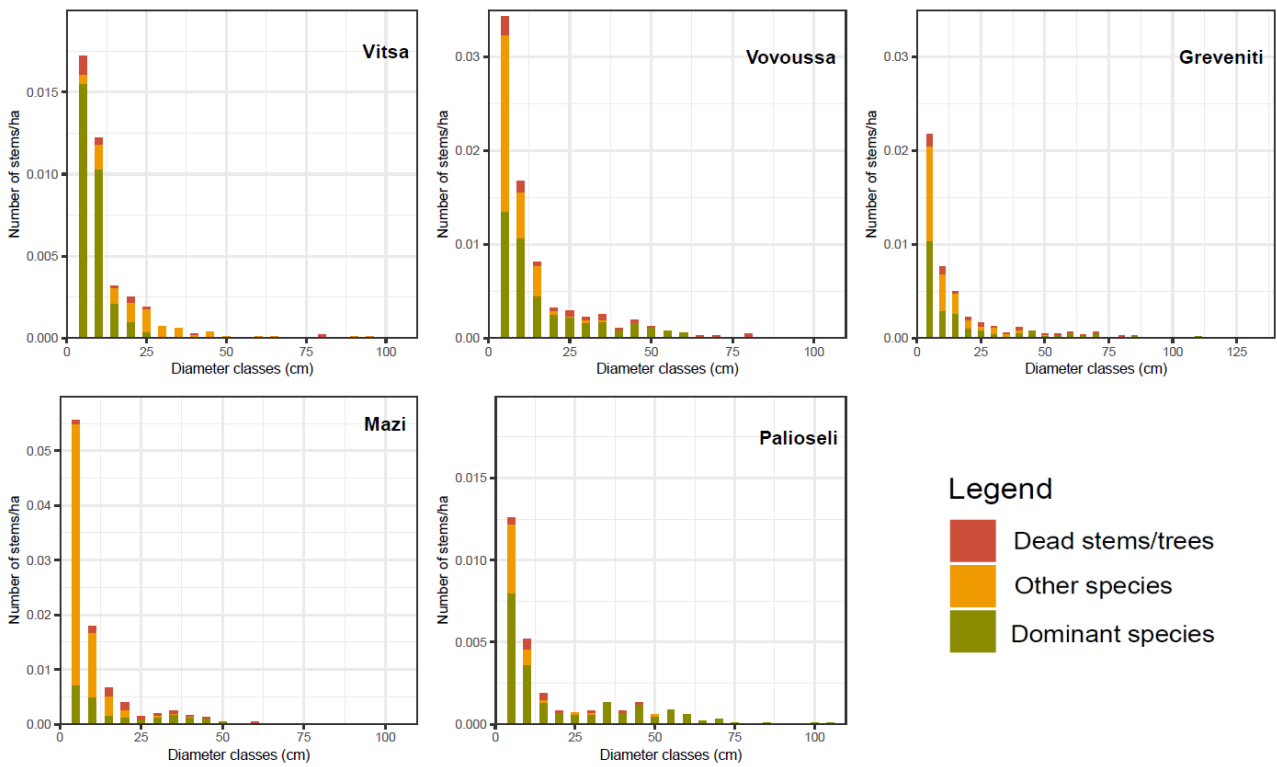 Vitsa
Number of stems/ha
0.015
0.010
0.005
0.000
0 25 50 75 100
Diameter classes (cm)
Vovoussa
Number of stems/ha
0.03
0.02
0.01
0.00
0 25 50 75 100
Diameter classes (cm)
Greveniti
Number of stems/ha
0.03
0.02
0.01
0.00
0 25 50 75 100 125
Diameter classes (cm)
Mazi
Number of stems/ha
0.05
0.04
0.03
0.02
0.01
0.00
0 25 50 75 100
Diameter classes (cm)
Palioseli
Number of stems/ha
0.015
0.010
0.005
0.000
0 25 50 75 100
Diameter classes (cm)
Legend
Dead stems/trees
Other species
Dominant species